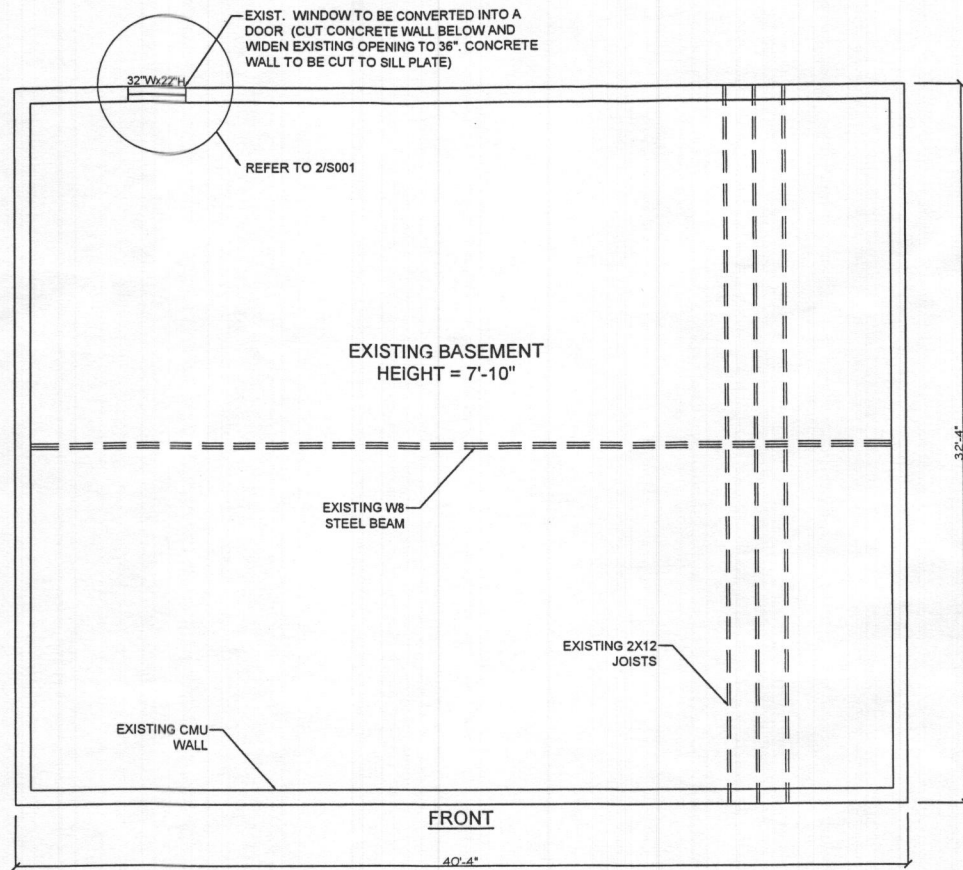 EXIST. WINDOW TO BE CONVERTED INTO A
DOOR (CUT CONCRETE WALL BELOW AND
WIDEN EXISTING OPENING TO 36". CONCRETE
WALL TO BE CUT TO SILL PLATE)
32"Wx22"H
REFER TO 2/S001
EXISTING BASEMENT
HEIGHT = 7'-10"
32'-4"
EXISTING W8
STEEL BEAM
EXISTING 2X12
JOISTS
EXISTING CMU
WALL
FRONT
40'-4"